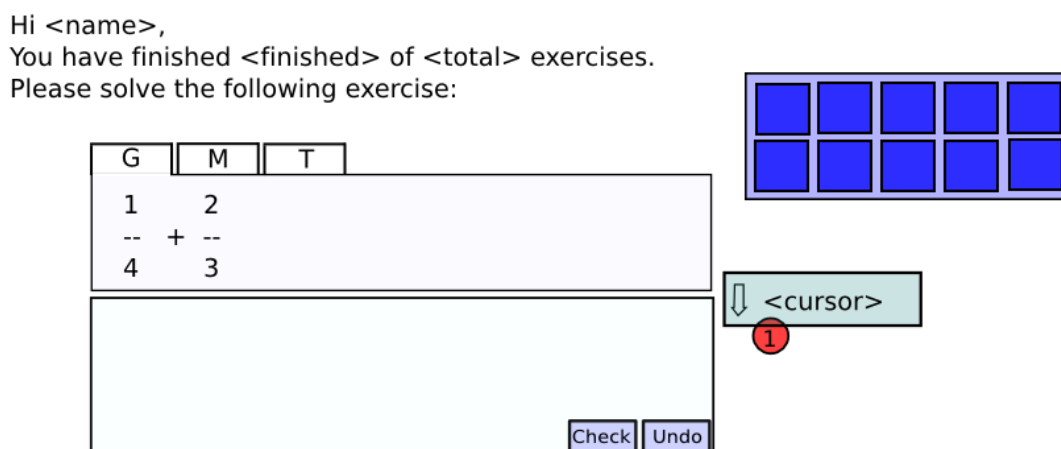 Hi <name>,
You have finished <finished> of <total> exercises.
Please solve the following exercise:
G M T
1 2
-- + --
4 3
<cursor>
1
Check Undo